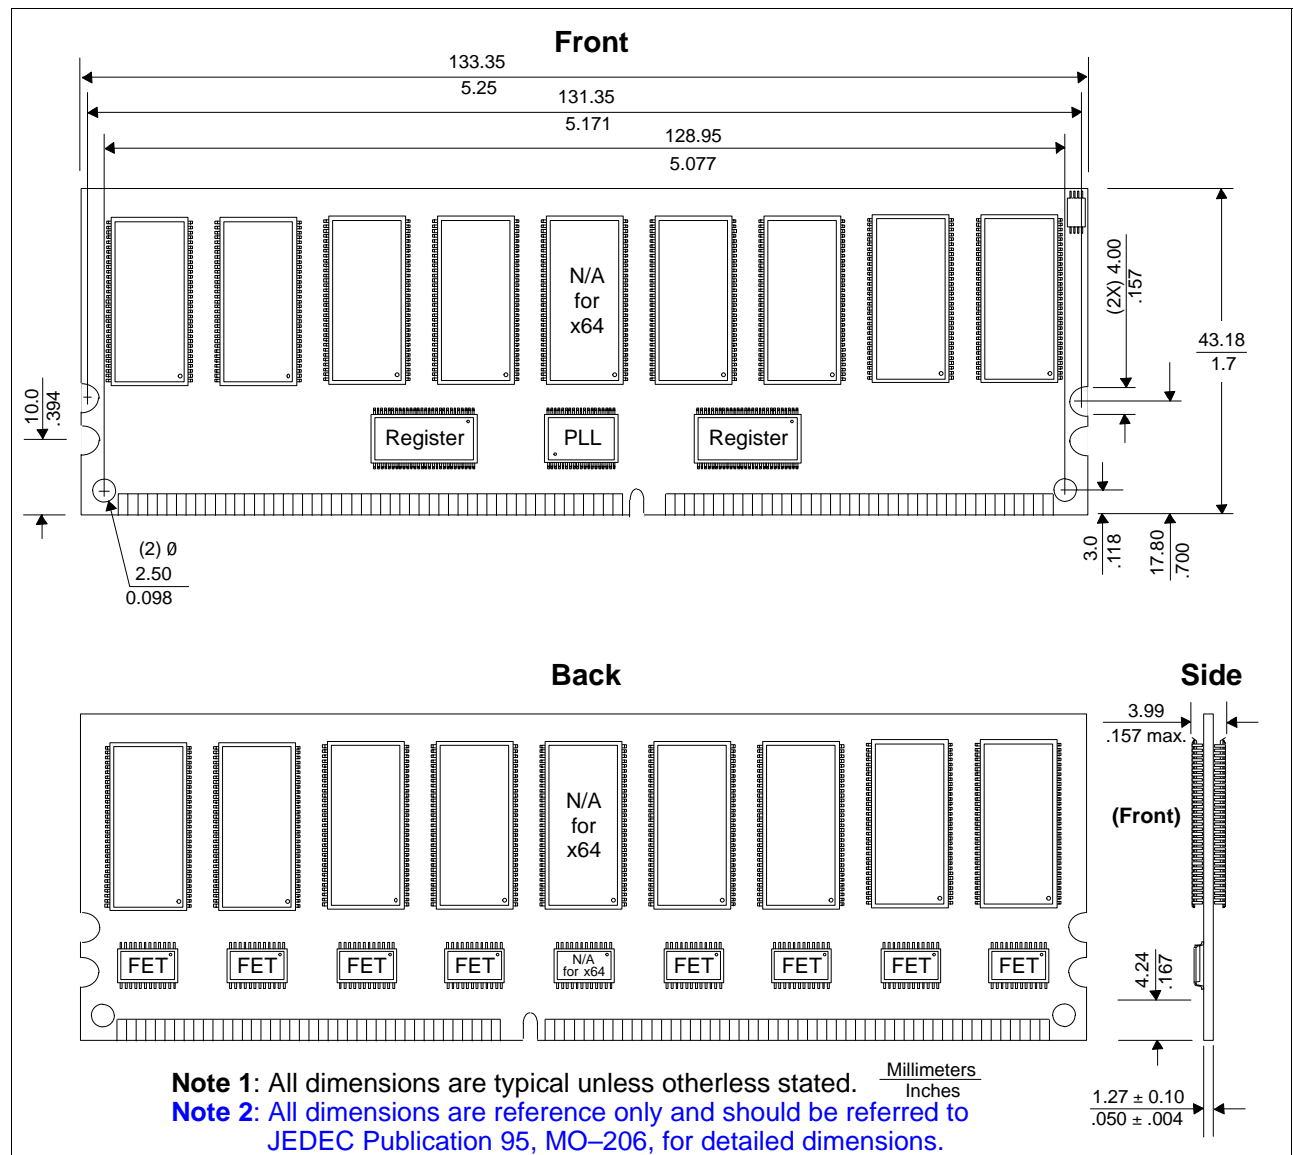 Front
133.35
5.25
131.35
5.171
128.95
5.077
N/A
for
x64
(2X) 4.00
.157
43.18
1.7
10.0
.394
Register
PLL
Register
(2) Ø
2.50
0.098
3.0
.118
17.80
.700
Back
Side
3.99
.157 max.
N/A
for
x64
(Front)
FET
FET
FET
FET
N/A
for x64
FET
FET
FET
FET
4.24
.167
Note 1: All dimensions are typical unless otherless stated.
Millimeters
Inches
Note 2: All dimensions are reference only and should be referred to
JEDEC Publication 95, MO–206, for detailed dimensions.
1.27 ± 0.10
.050 ± .004